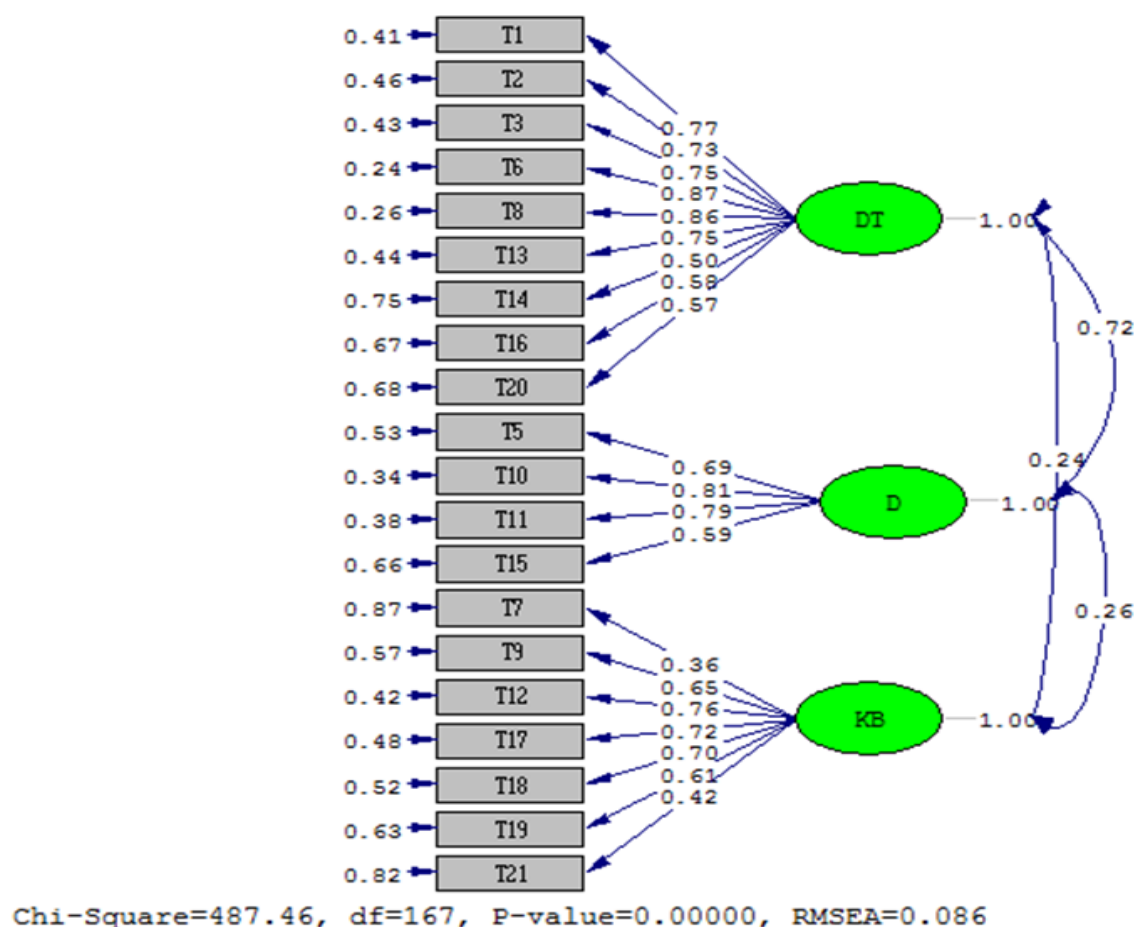 0.41 T1
0.46 T2
0.43 T3
0.24 T6
0.26 T8
0.44 T13
0.75 T14
0.67 T16
0.68 T20
0.53 T5
0.34 T10
0.38 T11
0.66 T15
0.87 T7
0.57 T9
0.42 T12
0.48 T17
0.52 T18
0.63 T19
0.82 T21
0.77
0.73
0.75
0.87
0.86
0.75
0.50
0.58
0.57
0.69
0.81
0.79
0.59
0.36
0.65
0.76
0.72
0.70
0.61
0.42
DT 1.00
D 1.00
KB 1.00
0.72
0.24
0.26
Chi-Square=487.46, df=167, P-value=0.00000, RMSEA=0.086